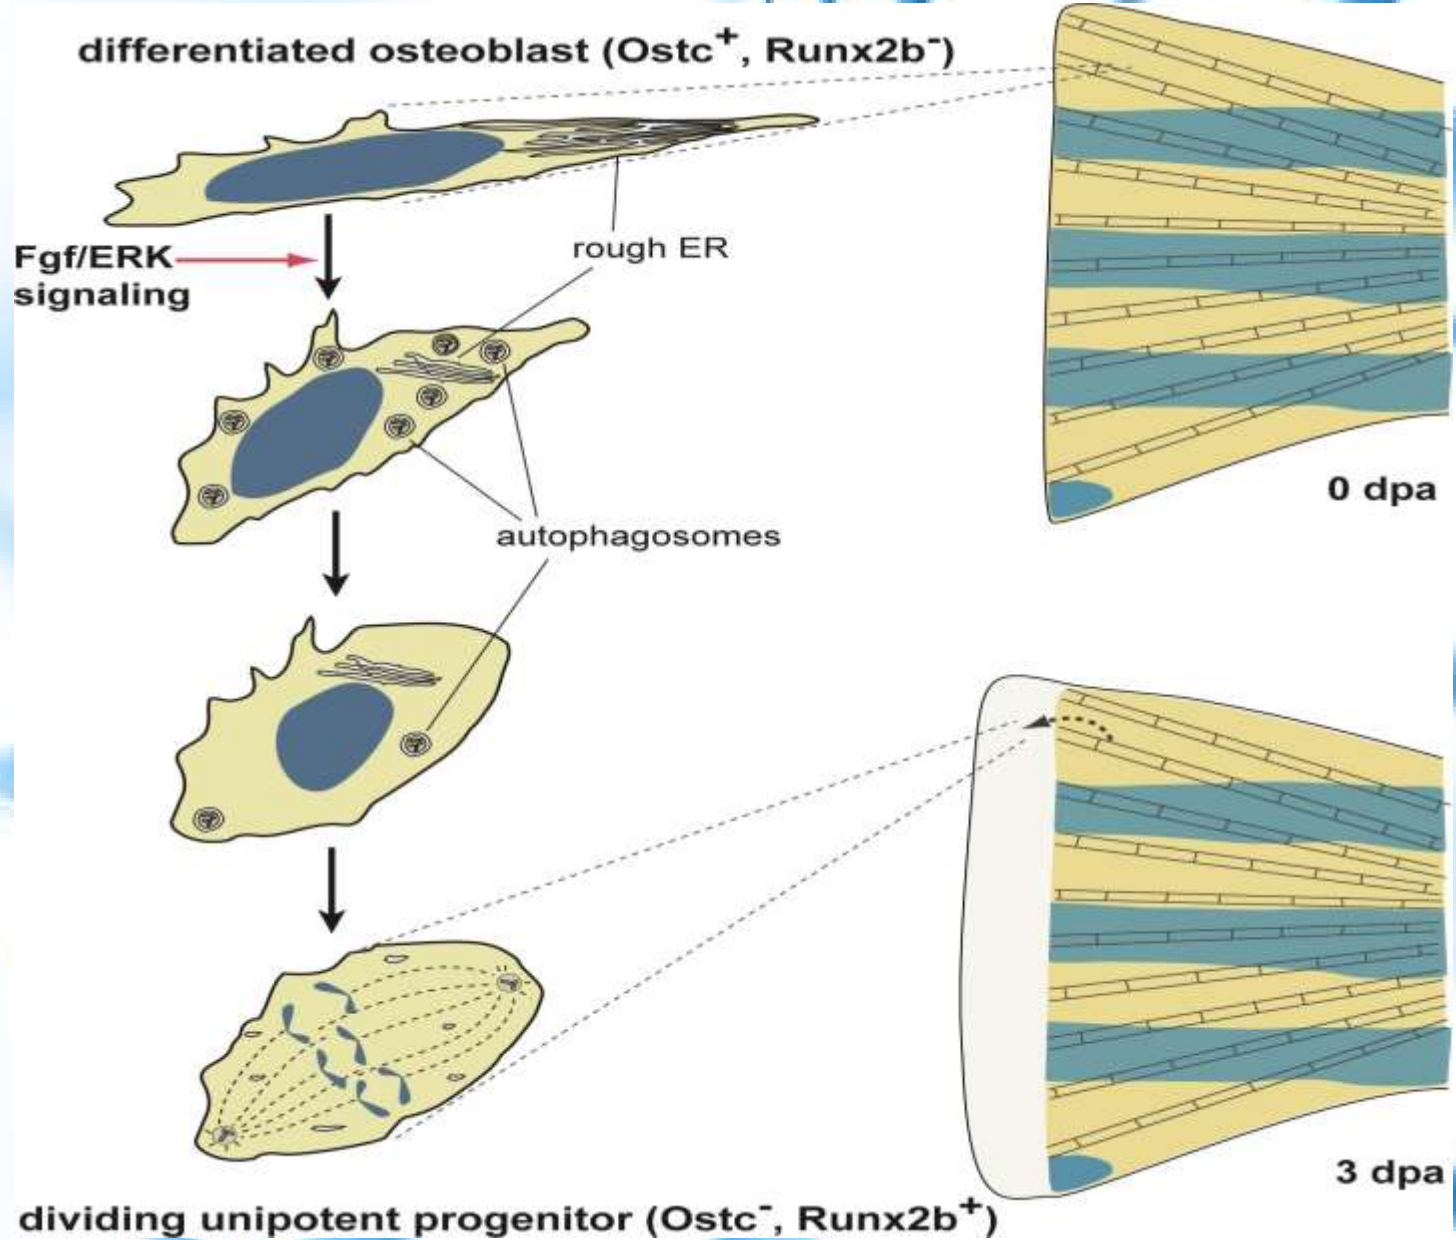 differentiated osteoblast (Ostc⁺, Runx2b⁻)
rough ER
Fgf/ERK
signaling
0 dpa
autophagosomes
3 dpa
dividing unipotent progenitor (Ostc⁻, Runx2b⁺)